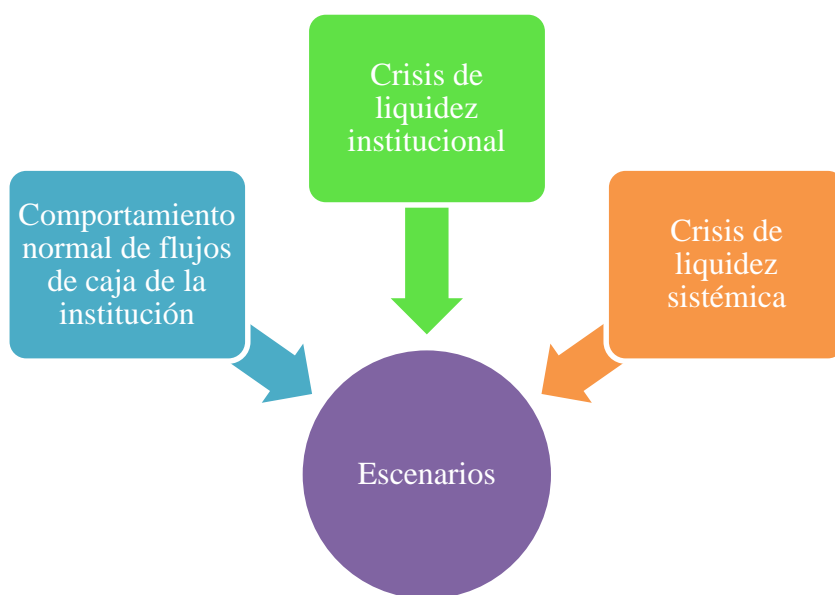 Crisis de
liquidez
institucional
Comportamiento
normal de flujos
de caja de la
institución
Crisis de
liquidez
sistémica
Escenarios